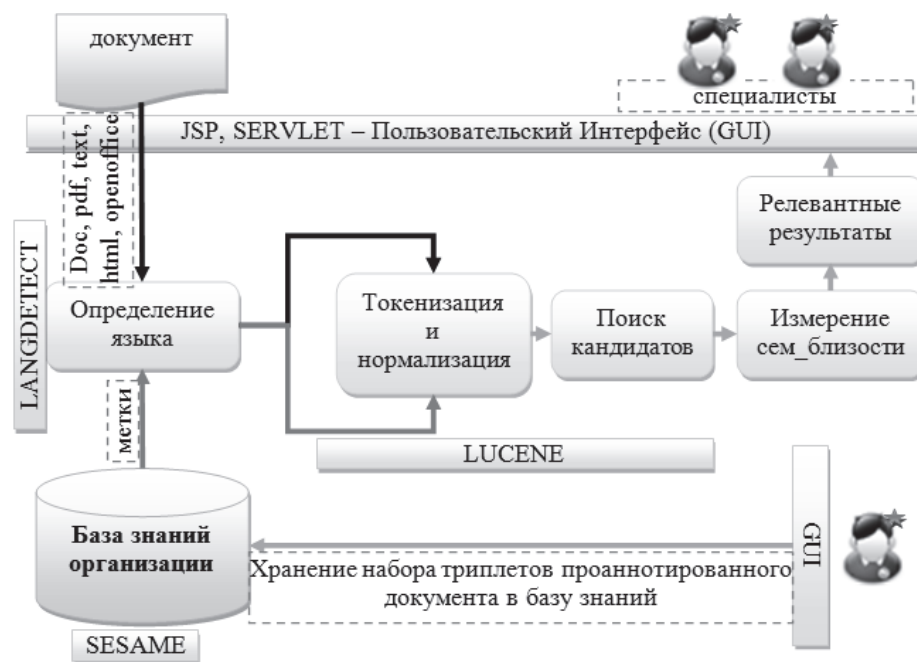 документ
специалисты
JSP, SERVLET – Пользовательский Интерфейс (GUI)
Doc, pdf, text,
html, openoffice
Релевантные
результаты
LANGDETECT
Определение
языка
Токенизация
и
нормализация
Поиск
кандидатов
Измерение
сем_близости
метки
LUCENE
База знаний
организации
GUI
Хранение набора триплетов проаннотированного
документа в базу знаний
SESAME